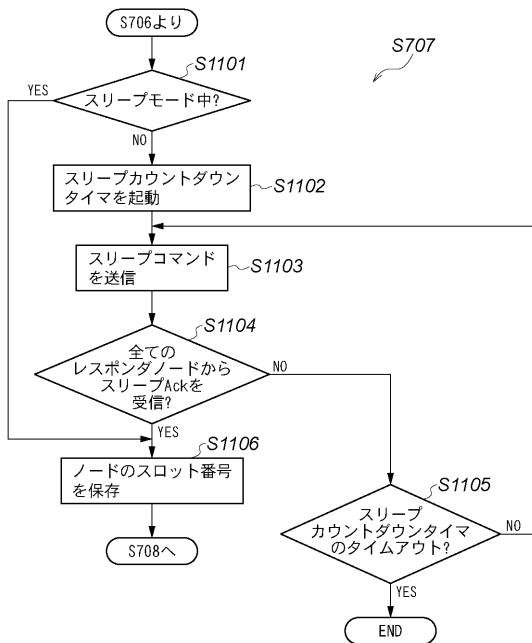 S706より
S707
S1101
スリープモード中?
YES
NO
スリープカウントダウン
タイマを起動
S1102
スリープコマンド
を送信
S1103
S1104
全ての
レスポンダノードから
スリープAckを
受信?
NO
YES
S1106
ノードのスロット番号
を保存
S708へ
S1105
スリープ
カウントダウンタイマ
のタイムアウト?
NO
YES
END